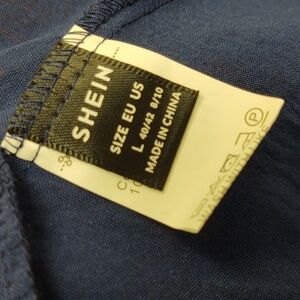 SHEIN
SIZE EU US
L 40/42 8/10
MADE IN CHINA
P